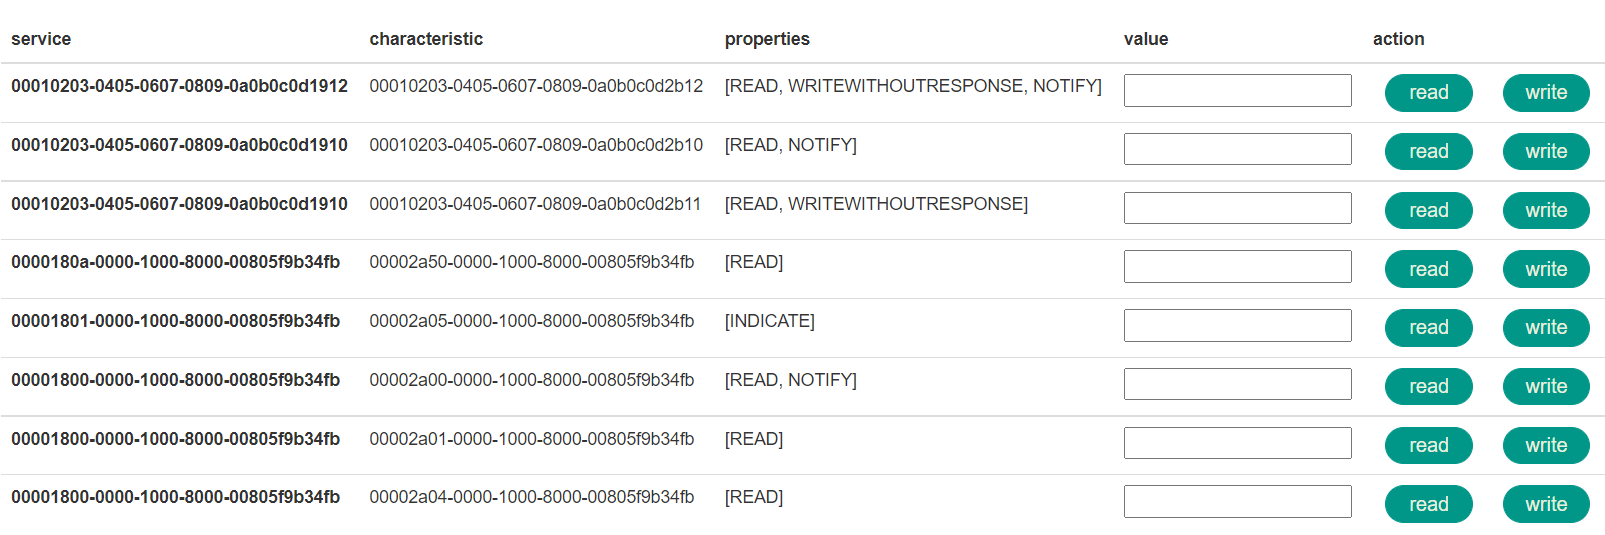 service characteristic properties value action
00010203-0405-0607-0809-0a0b0c0d1912 00010203-0405-0607-0809-0a0b0c0d2b12 [READ, WRITEWITHOUTRESPONSE, NOTIFY] read write
00010203-0405-0607-0809-0a0b0c0d1910 00010203-0405-0607-0809-0a0b0c0d2b10 [READ, NOTIFY] read write
00010203-0405-0607-0809-0a0b0c0d1910 00010203-0405-0607-0809-0a0b0c0d2b11 [READ, WRITEWITHOUTRESPONSE] read write
0000180a-0000-1000-8000-00805f9b34fb 00002a50-0000-1000-8000-00805f9b34fb [READ] read write
00001801-0000-1000-8000-00805f9b34fb 00002a05-0000-1000-8000-00805f9b34fb [INDICATE] read write
00001800-0000-1000-8000-00805f9b34fb 00002a00-0000-1000-8000-00805f9b34fb [READ, NOTIFY] read write
00001800-0000-1000-8000-00805f9b34fb 00002a01-0000-1000-8000-00805f9b34fb [READ] read write
00001800-0000-1000-8000-00805f9b34fb 00002a04-0000-1000-8000-00805f9b34fb [READ] read write